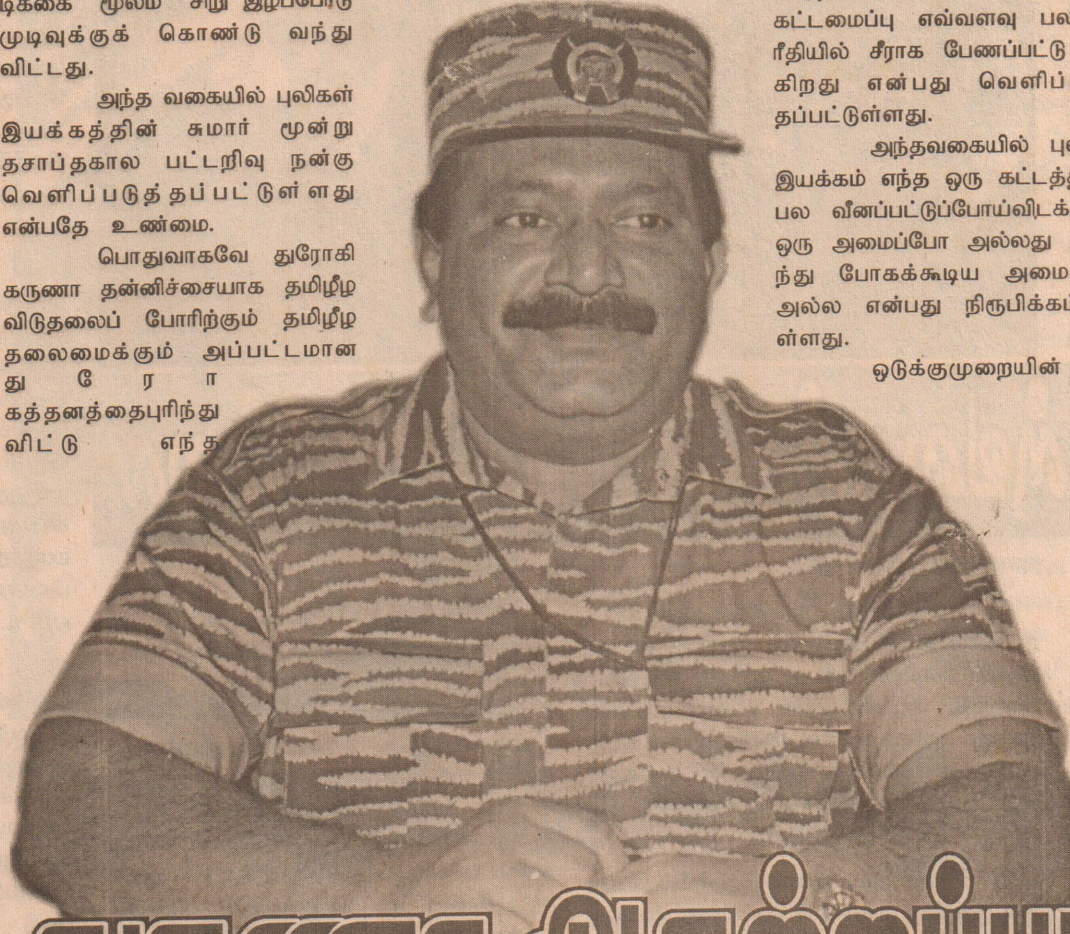 டிக்கை மூலம் சிறு இழப்போடு
முடிவுக்குக் கொண்டு வந்து
விட்டது.
அந்த வகையில் புலிகள்
இயக்கத்தின் சுமார் மூன்று
தசாப்தகால பட்டறிவு நன்கு
வெளிப்படுத்தப்பட்டுள்ளது
என்பதே உண்மை.
பொதுவாகவே துரோகி
கருணா தன்னிச்சையாக தமிழீழ
விடுதலைப் போரிற்கும் தமிழீழ
தலைமைக்கும் அப்பட்டமான
து ரோ
கத்தனத்தைபுரிந்து
விட்டு எந்த
கட்டமைப்பு எவ்வளவு பல
ரீதியில் சீராக பேணப்பட்டு
கிறது என்பது வெளிப்
தப்பட்டுள்ளது.
அந்தவகையில் பு
இயக்கம் எந்த ஒரு கட்டத்
பல வீனப்பட்டுப்போய்விடக்
ஒரு அமைப்போ அல்லது
ந்து போகக்கூடிய அமை
அல்ல என்பது நிரூபிக்கப்
ள்ளது.
ஒடுக்குமுறையின்